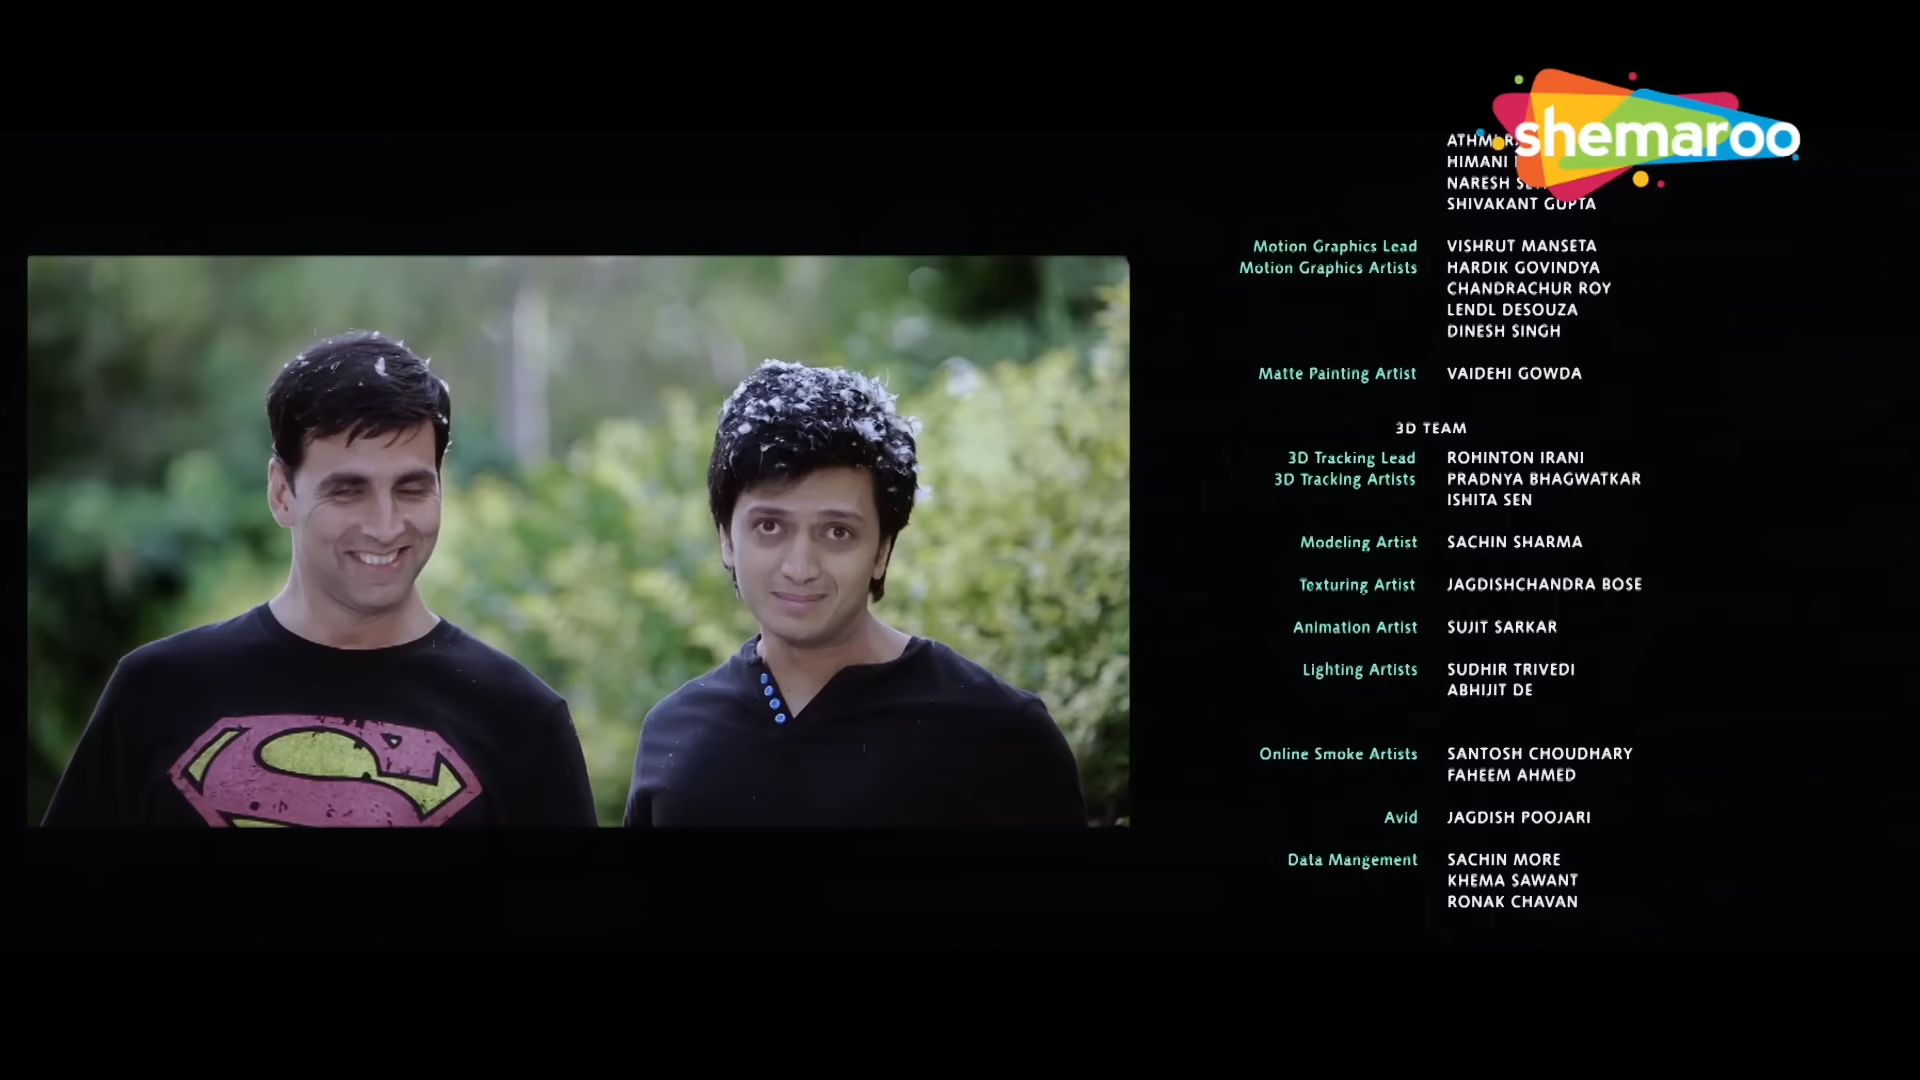 shemaroo
HIMANI
NARESH
SHIVAKANT GUPTA
Motion Graphics Lead VISHRUT MANSETA
Motion Graphics Artists HARDIK GOVINDYA
CHANDRACHUR ROY
LENDL DESOUZA
DINESH SINGH
Matte Painting Artist VAIDEHI GOWDA
3D TEAM
3D Tracking Lead ROHINTON IRANI
3D Tracking Artists PRADNYA BHAGWATKAR
ISHITA SEN
Modeling Artist SACHIN SHARMA
Texturing Artist JAGDISHCHANDRA BOSE
Animation Artist SUJIT SARKAR
Lighting Artists SUDHIR TRIVEDI
ABHIJIT DE
Online Smoke Artists SANTOSH CHOUDHARY
FAHEEM AHMED
Avid JAGDISH POOJARI
Data Mangement SACHIN MORE
KHEMA SAWANT
RONAK CHAVAN